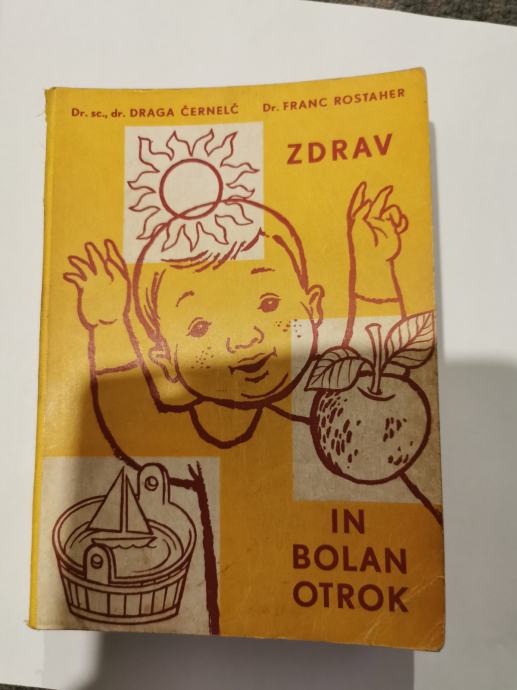 Dr. sc., dr. DRAGA ČERNELČ Dr. FRANC ROSTAHER
ZDRAV
IN
BOLAN
OTROK